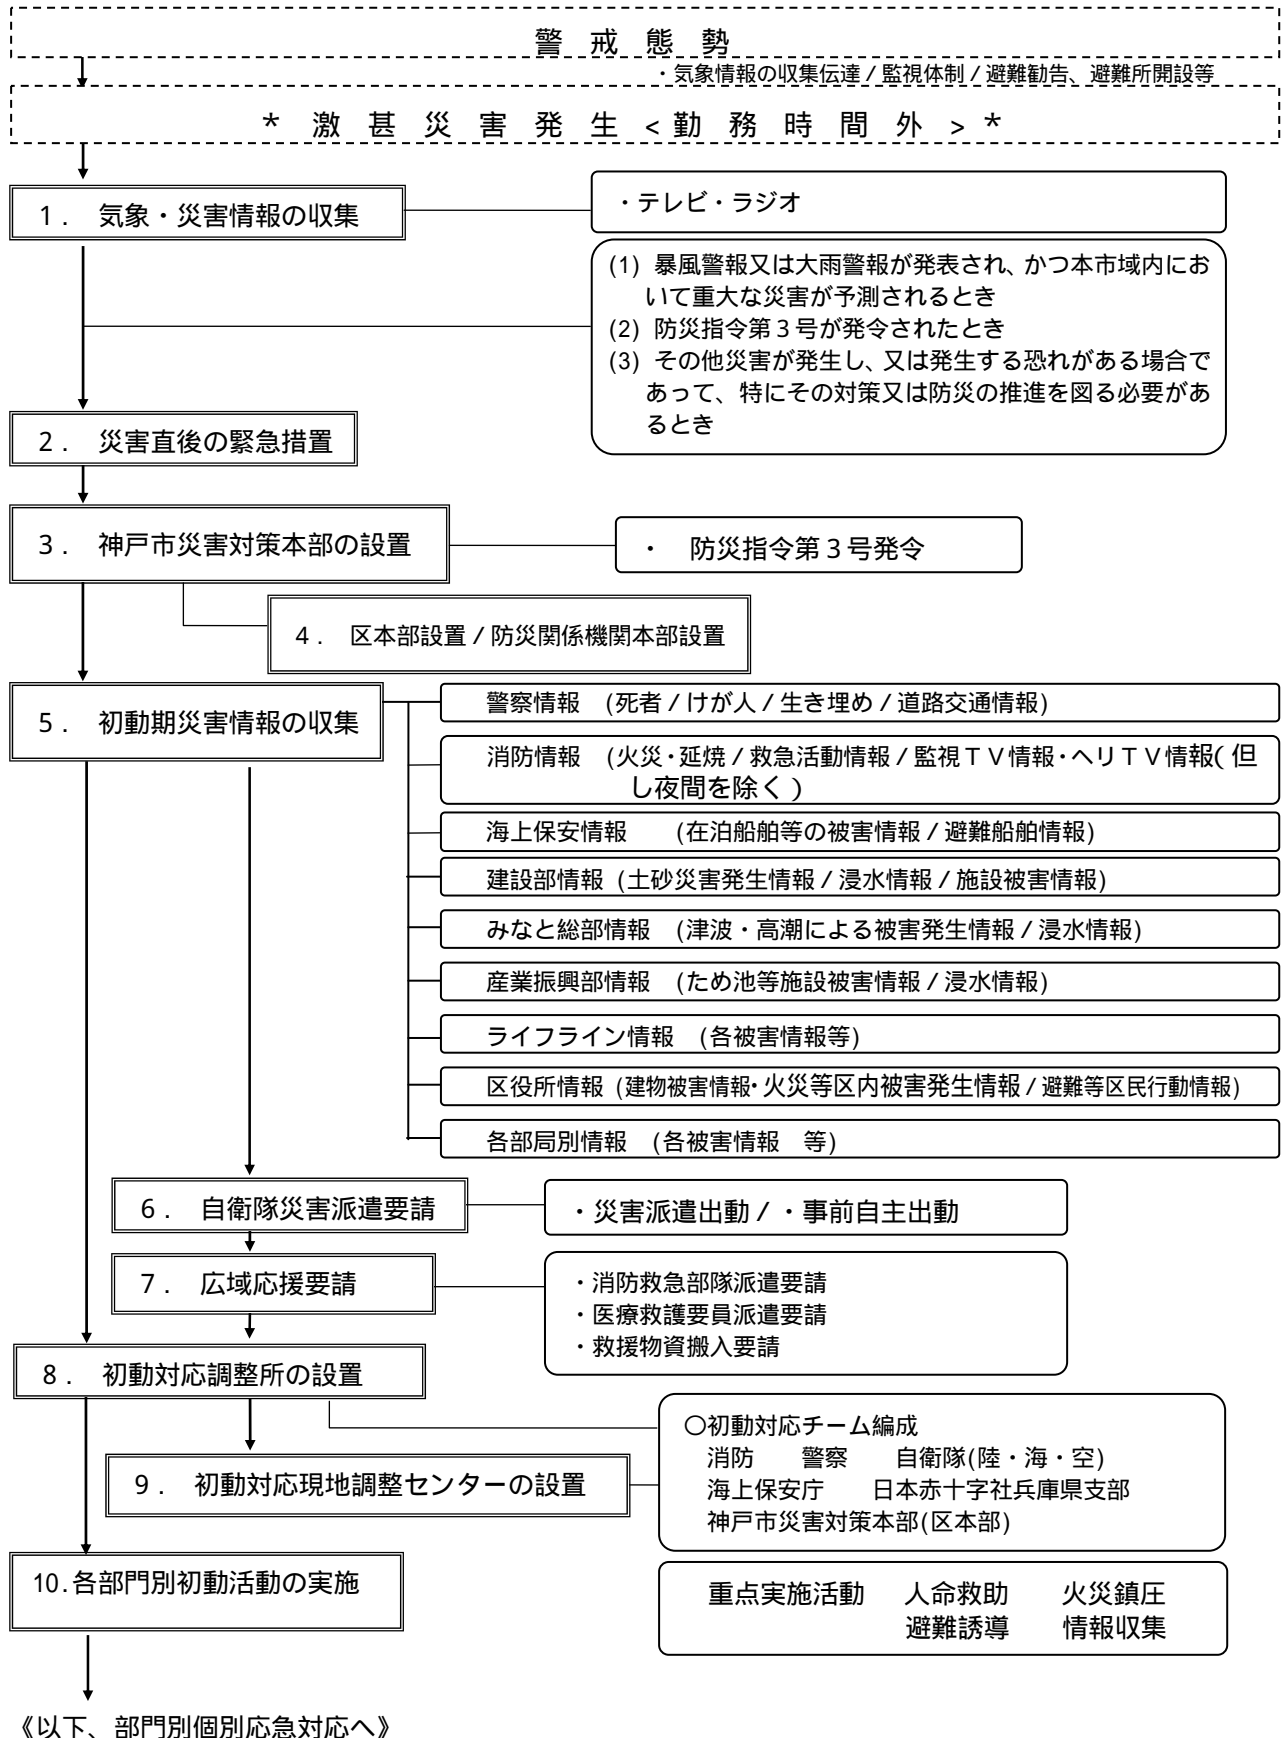 警 戒 態 勢
・気象情報の収集伝達 / 監視体制 / 避難勧告、避難所開設等
* 激 甚 災 害 発 生 < 勤 務 時 間 外 > *
1. 気象・災害情報の収集
・テレビ・ラジオ
(1) 暴風警報又は大雨警報が発表され、かつ本市域内にお
いて重大な災害が予測されるとき
(2) 防災指令第3号が発令されたとき
(3) その他災害が発生し、又は発生する恐れがある場合で
あって、特にその対策又は防災の推進を図る必要があ
るとき
2. 災害直後の緊急措置
3. 神戸市災害対策本部の設置
・ 防災指令第3号発令
4. 区本部設置 / 防災関係機関本部設置
5. 初動期災害情報の収集
警察情報 (死者 / けが人 / 生き埋め / 道路交通情報)
消防情報 (火災・延焼 / 救急活動情報 / 監視TV情報・ヘリTV情報(但
し夜間を除く)
海上保安情報 (在泊船舶等の被害情報 / 避難船舶情報)
建設部情報 (土砂災害発生情報 / 浸水情報 / 施設被害情報)
みなと総部情報 (津波・高潮による被害発生情報 / 浸水情報)
産業振興部情報 (ため池等施設被害情報 / 浸水情報)
ライフライン情報 (各被害情報等)
区役所情報 (建物被害情報・火災等区内被害発生情報 / 避難等区民行動情報)
各部局別情報 (各被害情報 等)
6. 自衛隊災害派遣要請
・災害派遣出動 / ・事前自主出動
7. 広域応援要請
・消防救急部隊派遣要請
・医療救護要員派遣要請
・救援物資搬入要請
8. 初動対応調整所の設置
○初動対応チーム編成
消防 警察 自衛隊(陸・海・空)
海上保安庁 日本赤十字社兵庫県支部
神戸市災害対策本部(区本部)
9. 初動対応現地調整センターの設置
10.各部門別初動活動の実施
重点実施活動 人命救助 火災鎮圧
避難誘導 情報収集
《以下、部門別個別応急対応へ》